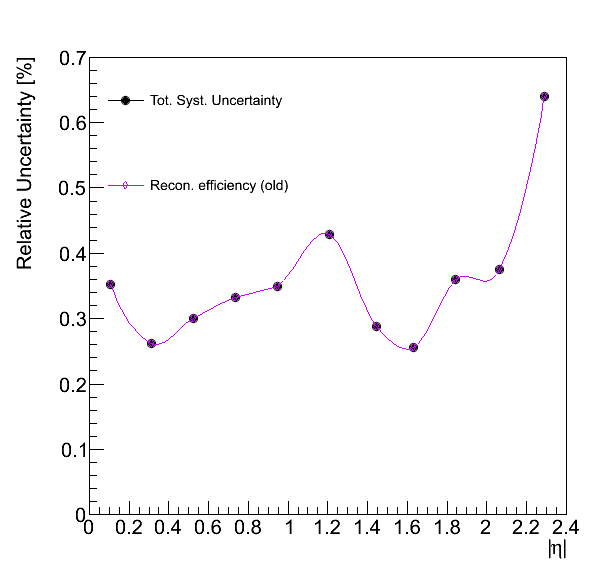 Relative Uncertainty [%]
0.7
0.6
0.5
0.4
0.3
0.2
0.1
0
Tot. Syst. Uncertainty
Recon. efficiency (old)
0 0.2 0.4 0.6 0.8 1 1.2 1.4 1.6 1.8 2 2.2 2.4
|η|